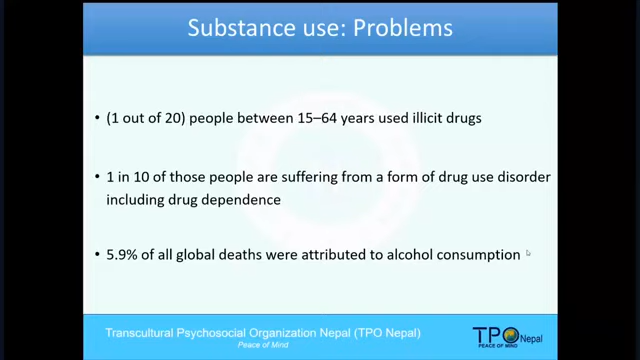 Substance use: Problems
• (1 out of 20) people between 15–64 years used illicit drugs
• 1 in 10 of those people are suffering from a form of drug use disorder
including drug dependence
• 5.9% of all global deaths were attributed to alcohol consumption
Transcultural Psychosocial Organization Nepal (TPO Nepal)
Peace of Mind
TPO Nepal
PEACE OF MIND